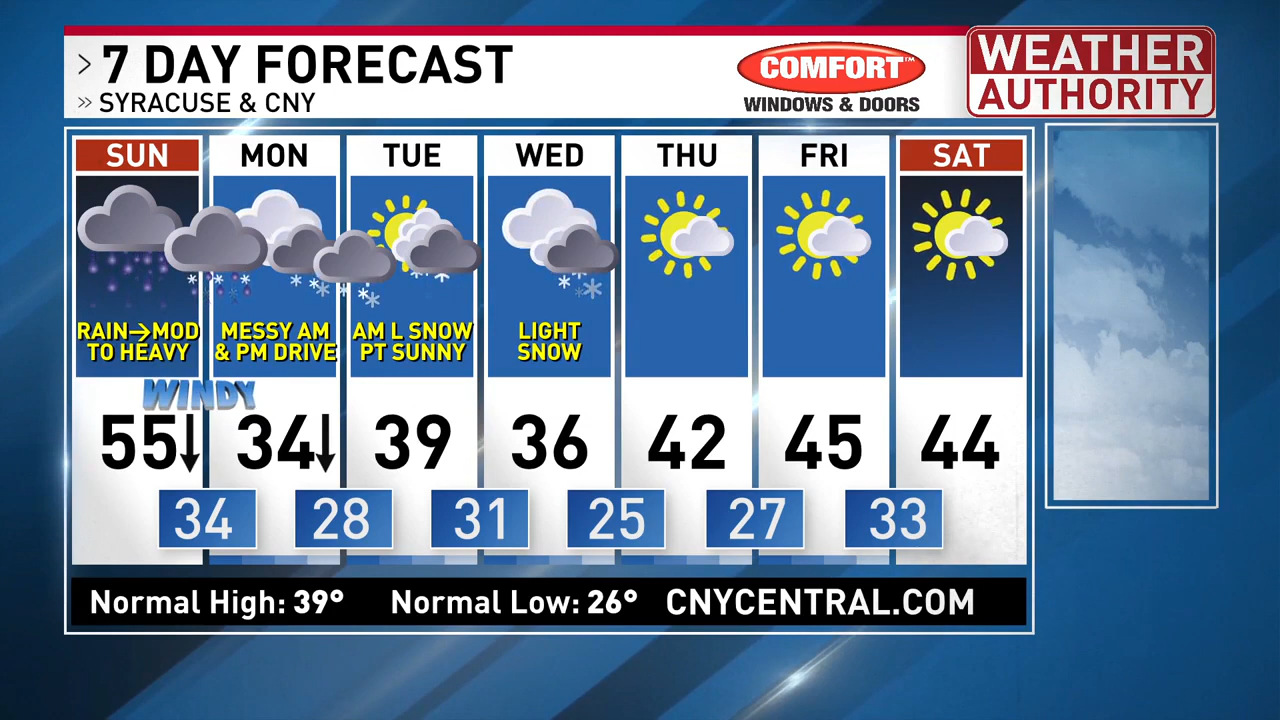 > 7 DAY FORECAST
» SYRACUSE & CNY
COMFORT™
WINDOWS & DOORS
WEATHER
AUTHORITY
SUN MON TUE WED THU FRI SAT
RAIN→MOD MESSY AM AM L SNOW LIGHT
TO HEAVY & PM DRIVE PT SUNNY SNOW
WINDY
55↓ 34↓ 39 36 42 45 44
34 28 31 25 27 33
Normal High: 39° Normal Low: 26° CNYCENTRAL.COM